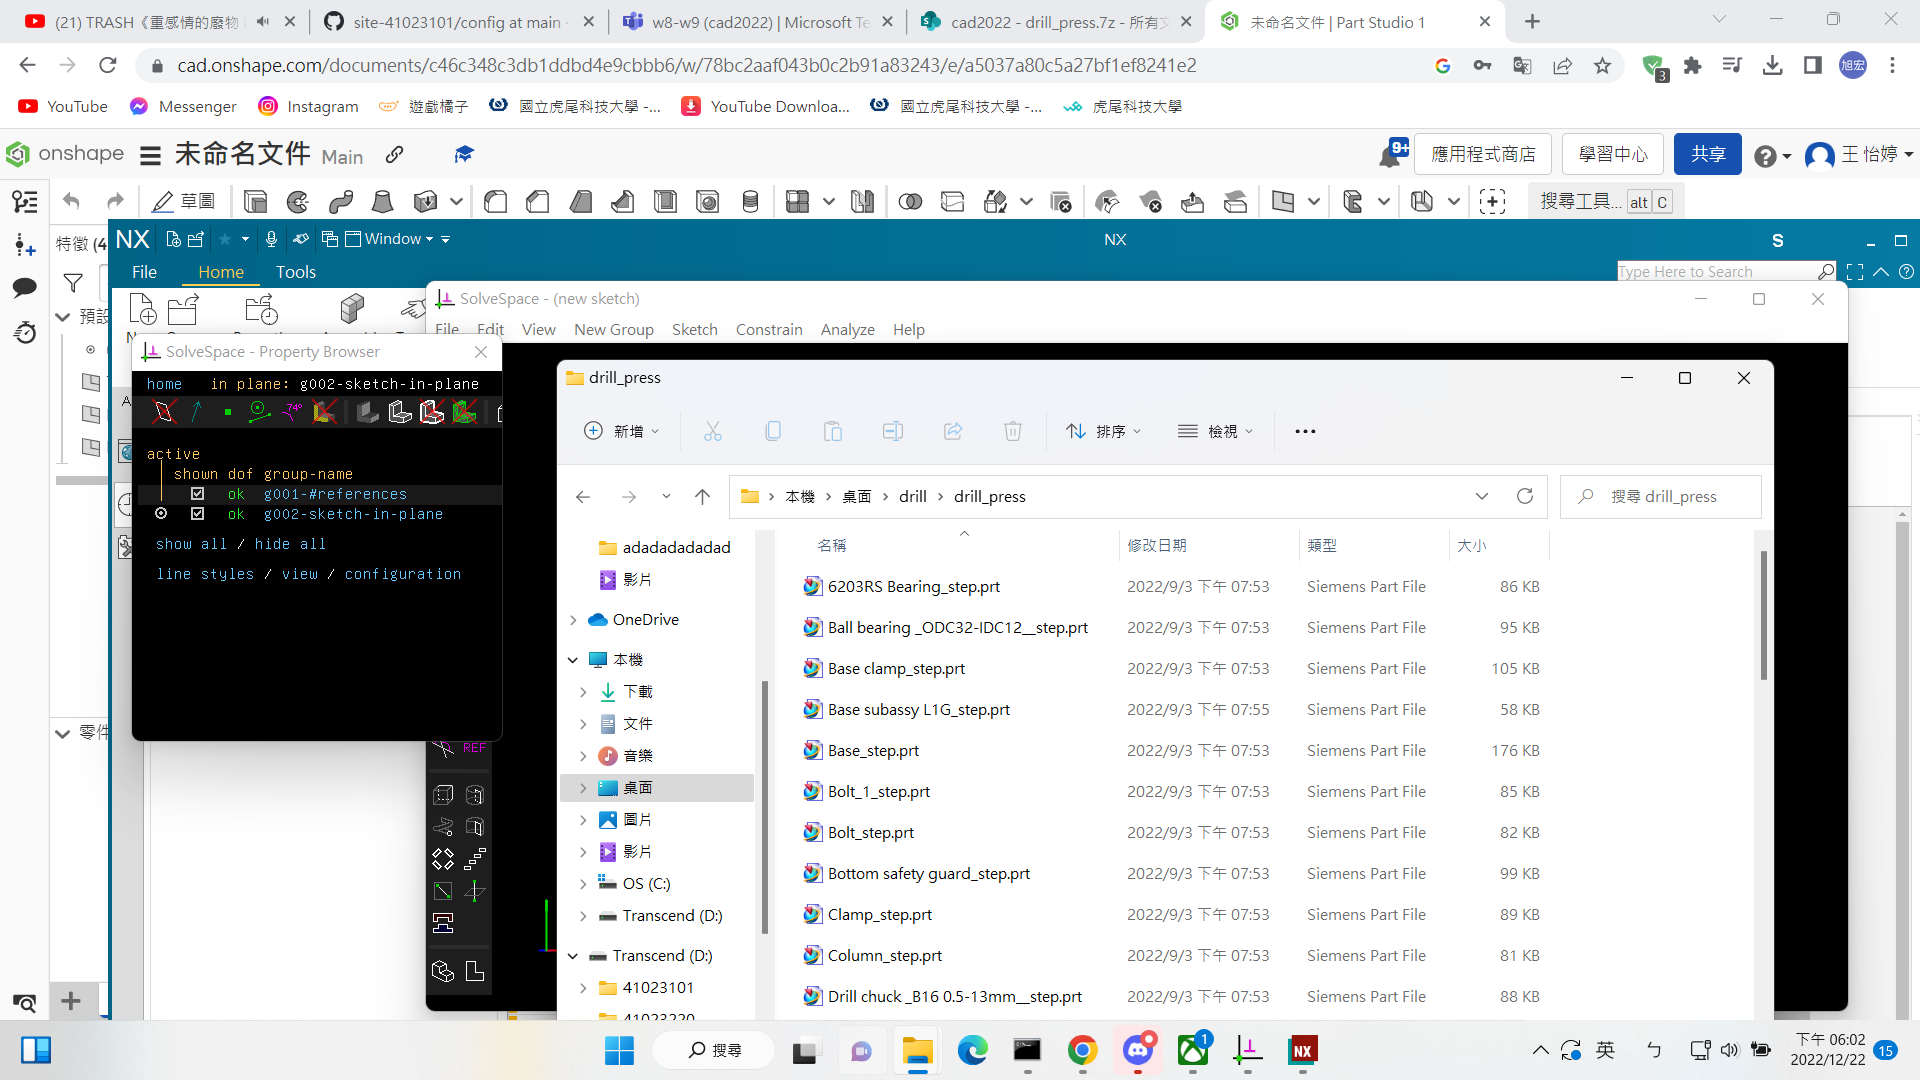 (21) TRASH《重感情的廢物
site-41023101/config at main
w8-w9 (cad2022) | Microsoft Te
cad2022 - drill_press.7z - 所有文
未命名文件 | Part Studio 1
cad.onshape.com/documents/c46c348c3db1ddbd4e9cbbb6/w/78bc2aaf043b0c2b91a83243/e/a5037a80c5a27bf1ef8241e2
3
旭宏
YouTube
Messenger
Instagram
遊戲橘子
國立虎尾科技大學 -...
YouTube Downloa...
國立虎尾科技大學 -...
虎尾科技大學
onshape
未命名文件 Main
9+
應用程式商店
學習中心
共享
王 怡婷
草圖
搜尋工具... alt C
特徵 (4
預設
零件
NX
Window
NX
S
File
Home
Tools
Type Here to Search
SolveSpace - (new sketch)
File Edit View New Group Sketch Constrain Analyze Help
REF
SolveSpace - Property Browser
home in plane: g002-sketch-in-plane
74°
active
shown dof group-name
ok g001-#references
ok g002-sketch-in-plane
show all / hide all
line styles / view / configuration
drill_press
新增
排序
檢視
本機 › 桌面 › drill › drill_press
搜尋 drill_press
adadadadadad
影片
OneDrive
本機
下載
文件
音樂
桌面
圖片
影片
OS (C:)
Transcend (D:)
Transcend (D:)
41023101
41023220
名稱 修改日期 類型 大小
6203RS Bearing_step.prt 2022/9/3 下午 07:53 Siemens Part File 86 KB
Ball bearing _ODC32-IDC12__step.prt 2022/9/3 下午 07:53 Siemens Part File 95 KB
Base clamp_step.prt 2022/9/3 下午 07:53 Siemens Part File 105 KB
Base subassy L1G_step.prt 2022/9/3 下午 07:55 Siemens Part File 58 KB
Base_step.prt 2022/9/3 下午 07:53 Siemens Part File 176 KB
Bolt_1_step.prt 2022/9/3 下午 07:53 Siemens Part File 85 KB
Bolt_step.prt 2022/9/3 下午 07:53 Siemens Part File 82 KB
Bottom safety guard_step.prt 2022/9/3 下午 07:53 Siemens Part File 99 KB
Clamp_step.prt 2022/9/3 下午 07:53 Siemens Part File 89 KB
Column_step.prt 2022/9/3 下午 07:53 Siemens Part File 81 KB
Drill chuck _B16 0.5-13mm__step.prt 2022/9/3 下午 07:53 Siemens Part File 88 KB
搜尋
1
NX
英
ㄣ
下午 06:02
2022/12/22
15